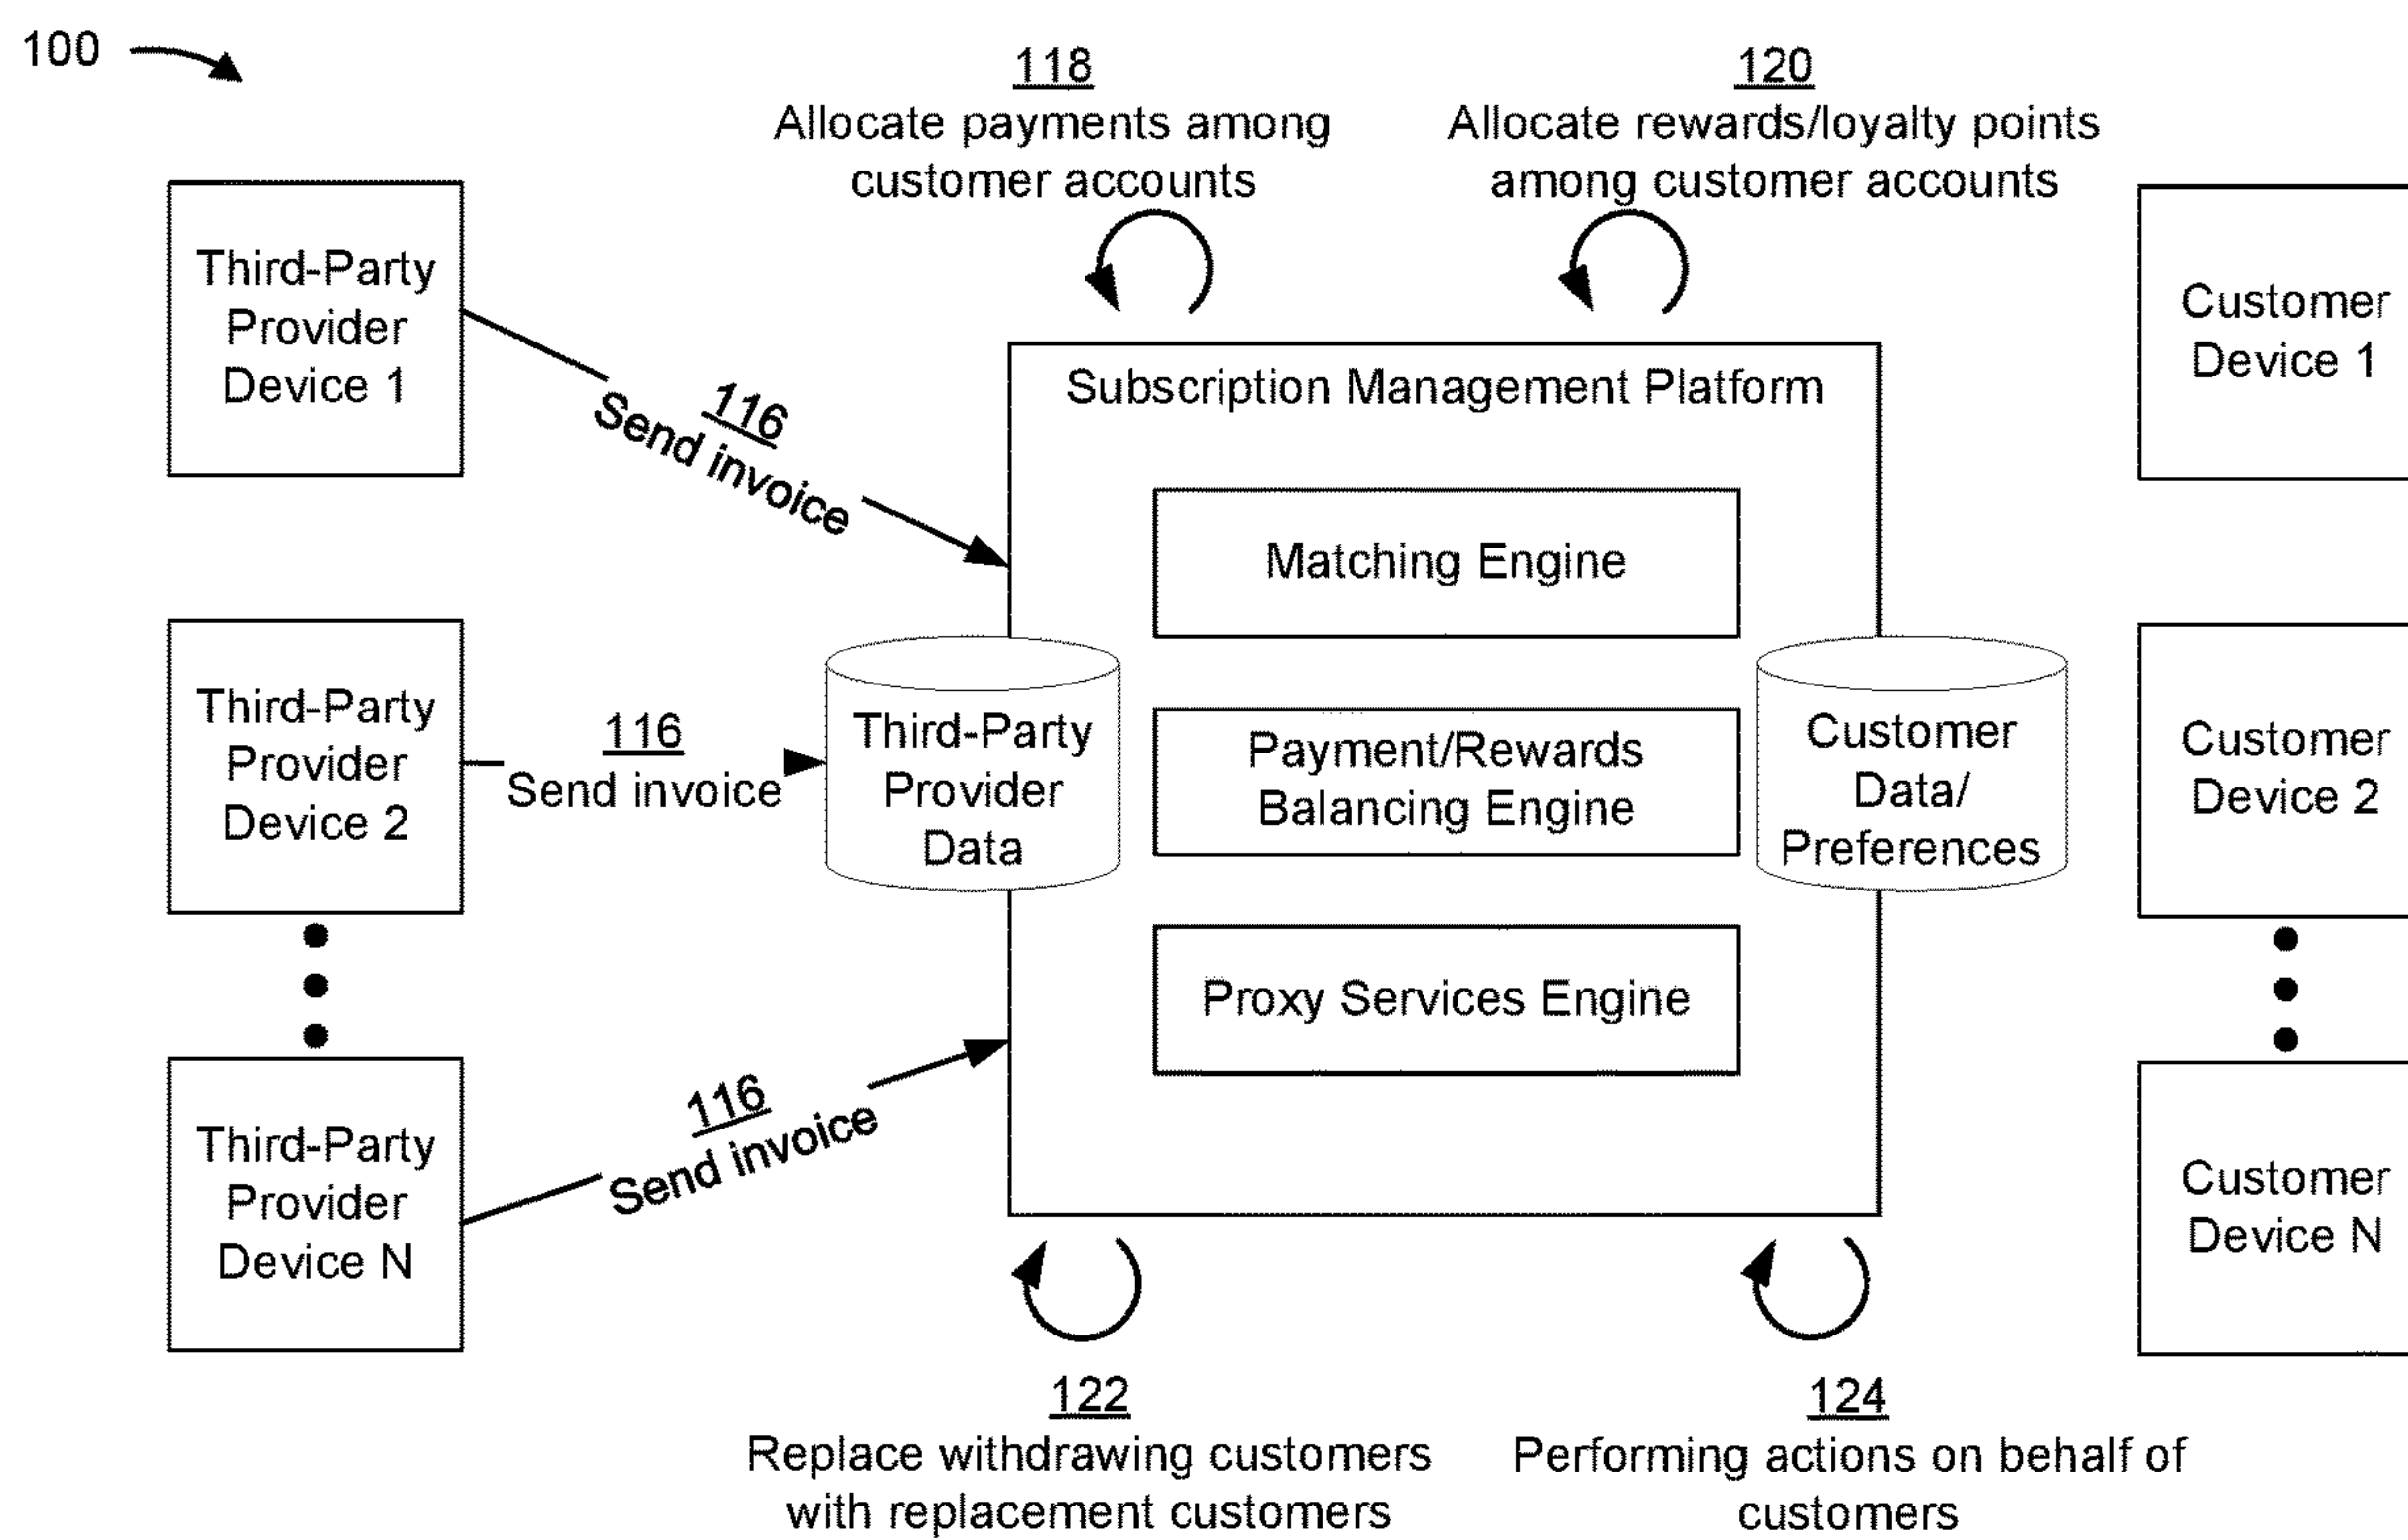 100
118
Allocate payments among
customer accounts
120
Allocate rewards/loyalty points
among customer accounts
Third-Party
Provider
Device 1
116
Send invoice
Subscription Management Platform
Matching Engine
Customer
Device 1
Third-Party
Provider
Device 2
116
Send invoice
Third-Party
Provider
Data
Payment/Rewards
Balancing Engine
Customer
Data/
Preferences
Customer
Device 2
Proxy Services Engine
Third-Party
Provider
Device N
116
Send invoice
Customer
Device N
122
Replace withdrawing customers
with replacement customers
124
Performing actions on behalf of
customers